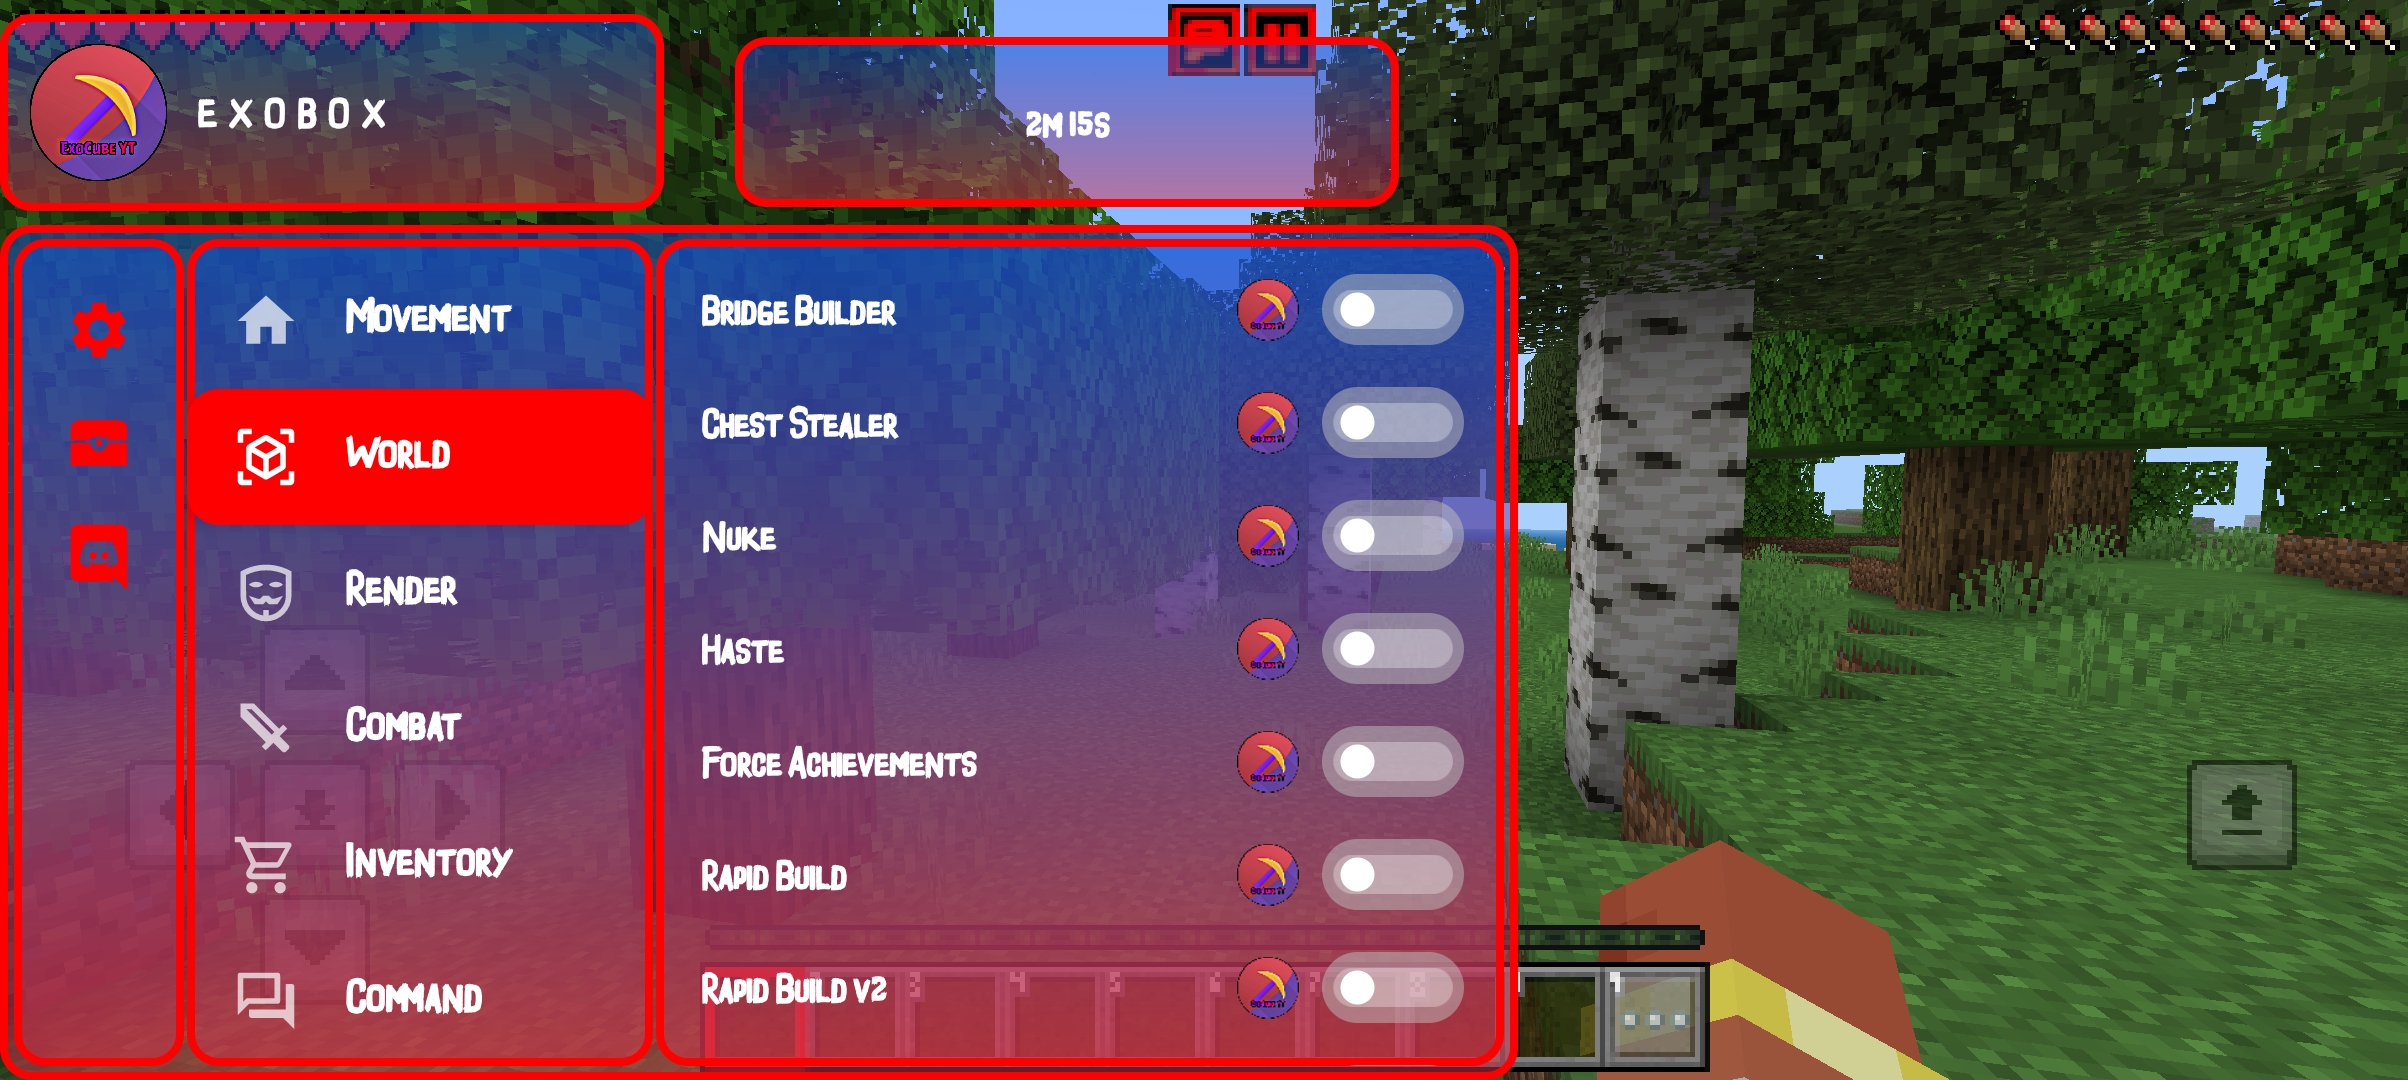 EXOBOX
ExoCube YT
2M 15S
Movement
World
Render
Combat
Inventory
Command
Bridge Builder
Chest Stealer
Nuke
Haste
Force Achievements
Rapid Build
Rapid Build v2